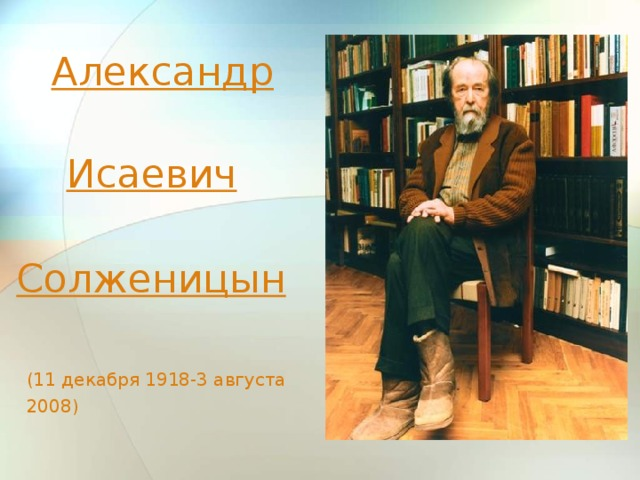 Александр
Исаевич
Солженицын
(11 декабря 1918-3 августа
2008)